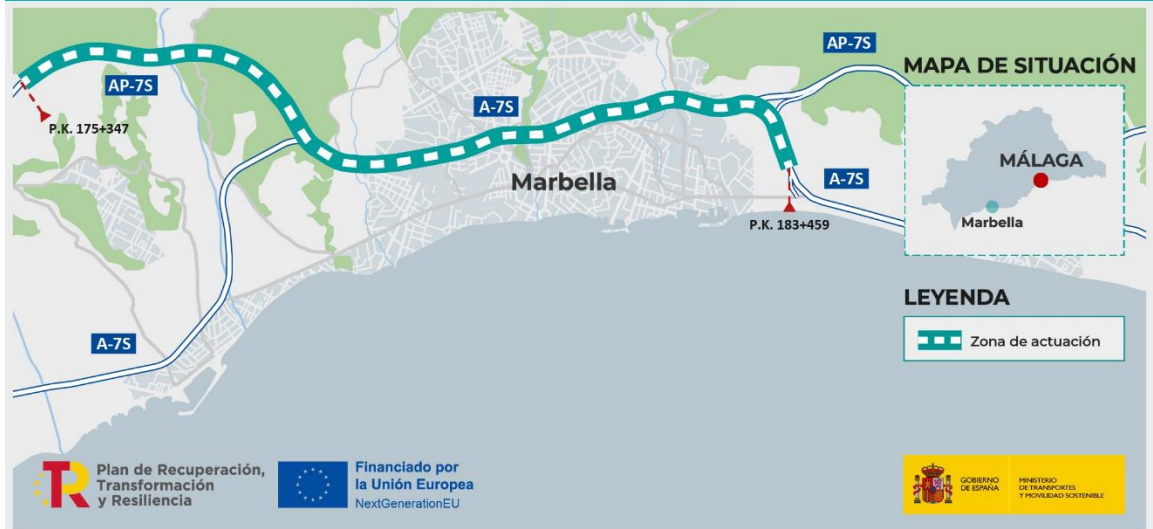 AP-7S
MAPA DE SITUACIÓN
AP-7S
A-7S
P.K. 175+347
MÁLAGA
Marbella
A-7S
Marbella
P.K. 183+459
LEYENDA
Zona de actuación
A-7S
Plan de Recuperación,
Transformación
y Resiliencia
Financiado por
la Unión Europea
NextGenerationEU
GOBIERNO
DE ESPAÑA
MINISTERIO
DE TRANSPORTES
Y MOVILIDAD SOSTENIBLE